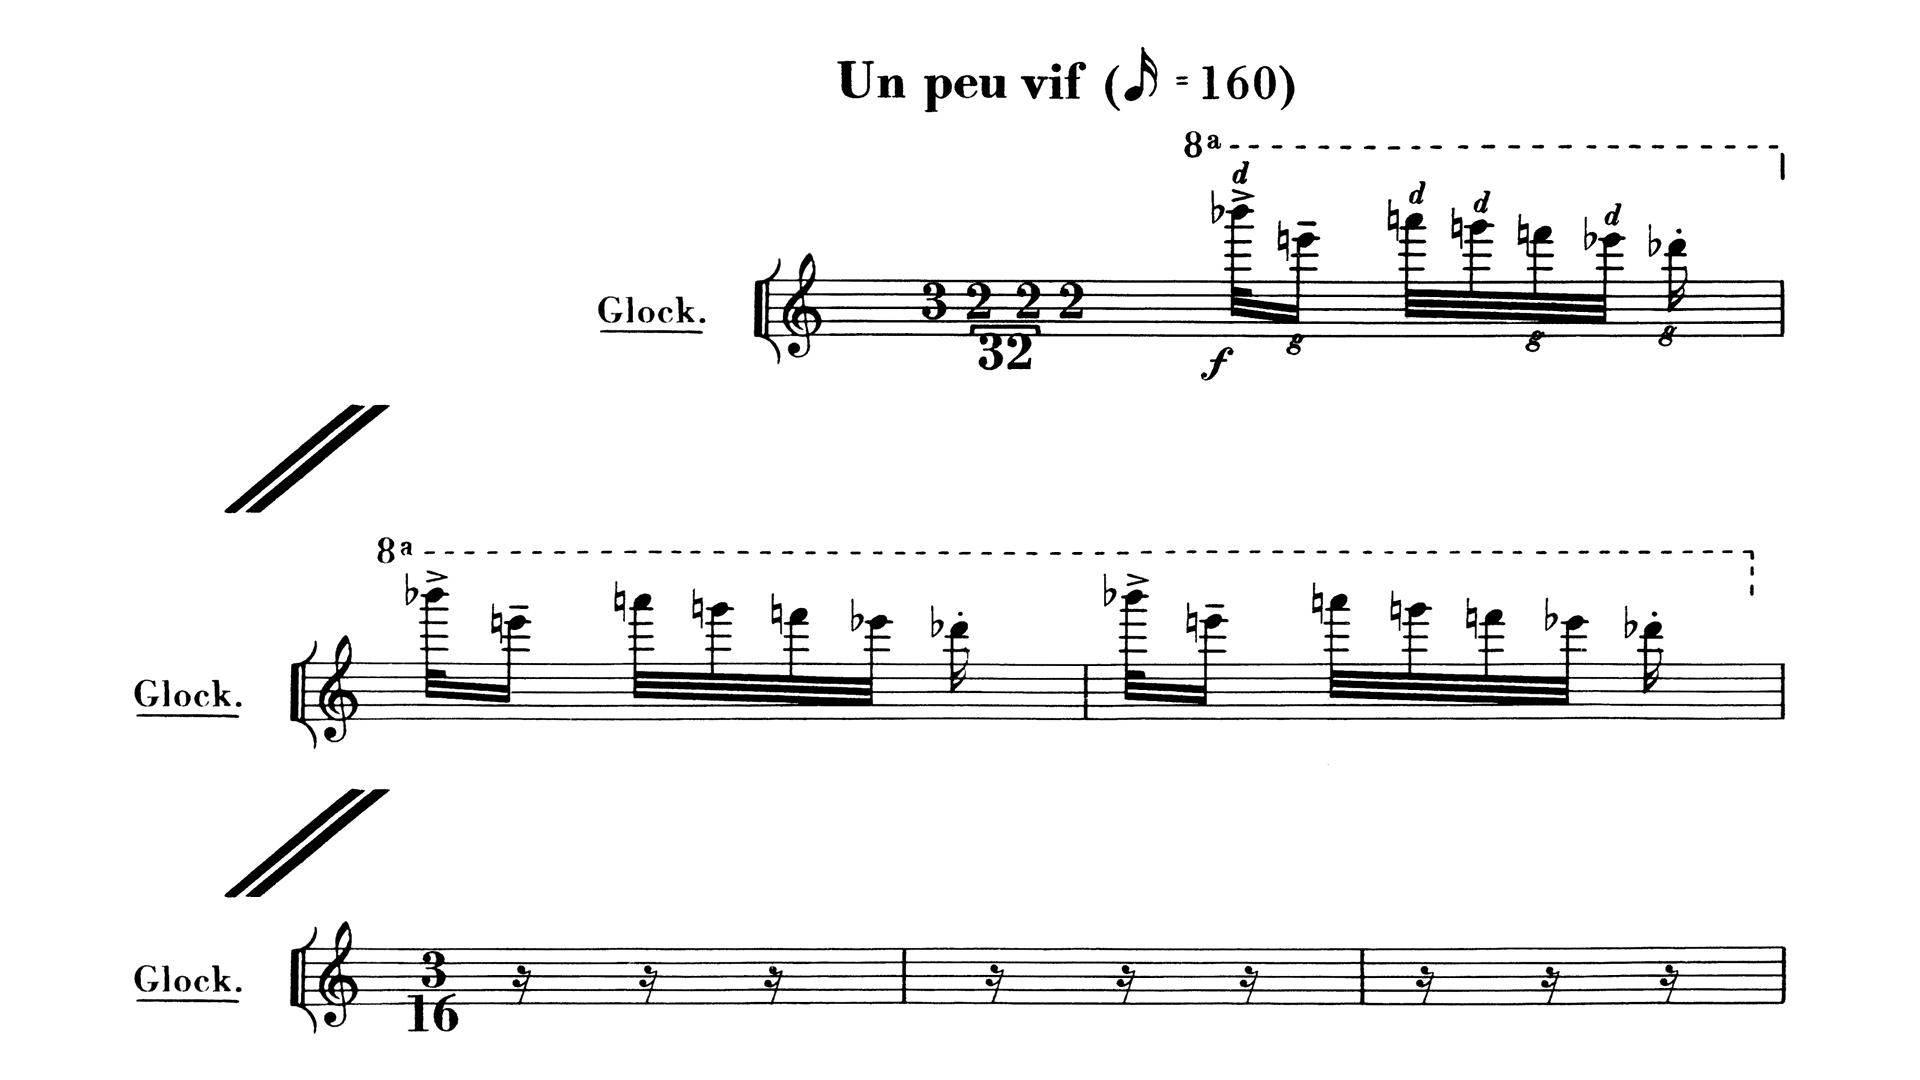 Un peu vif (𝅘𝅥𝅯 = 160)
8ª
d d d d
Glock.
3 2 2 2
32
f g g g
8ª
Glock.
Glock.
3
16